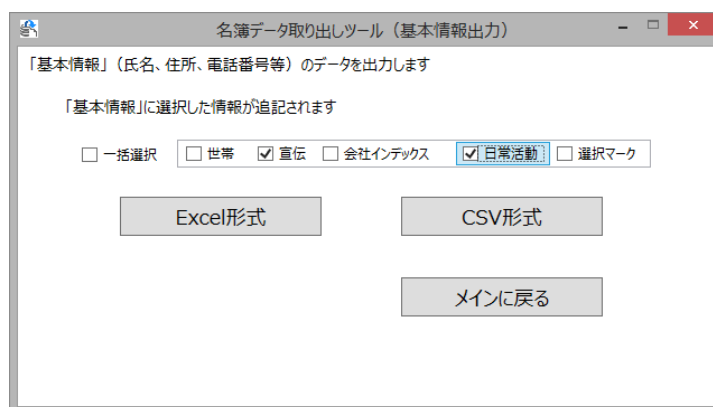 名簿データ取り出しツール（基本情報出力）
「基本情報」（氏名、住所、電話番号等）のデータを出力します
「基本情報」に選択した情報が追記されます
一括選択 世帯 宣伝 会社インデックス 日常活動 選択マーク
Excel形式 CSV形式
メインに戻る